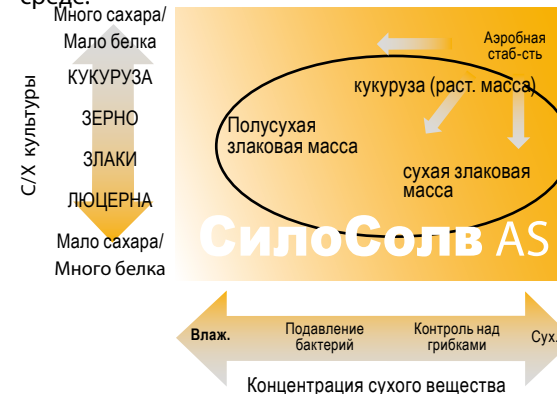 среде.
Много сахара/
Мало белка
КУКУРУЗА
ЗЕРНО
ЗЛАКИ
ЛЮЦЕРНА
Мало сахара/
Много белка
С/Х культуры
Аэробная
стаб-сть
кукуруза (раст. масса)
Полусухая
злаковая масса
сухая злаковая
масса
СилоСолв AS
Влаж.
Подавление
бактерий
Контроль над
грибками
Сух.
Концентрация сухого вещества